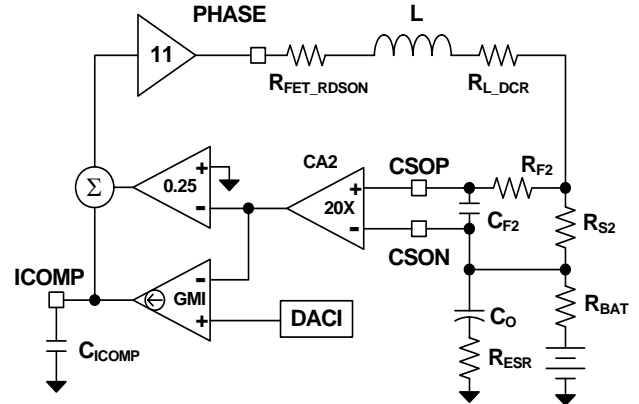 PHASE
L
11
R_FET_RDSON
R_L_DCR
CA2
CSOP
R_F2
Σ
0.25
+
-
20X
+
-
C_F2
R_S2
CSON
ICOMP
GMI
-
+
DACI
C_O
R_BAT
C_ICOMP
R_ESR